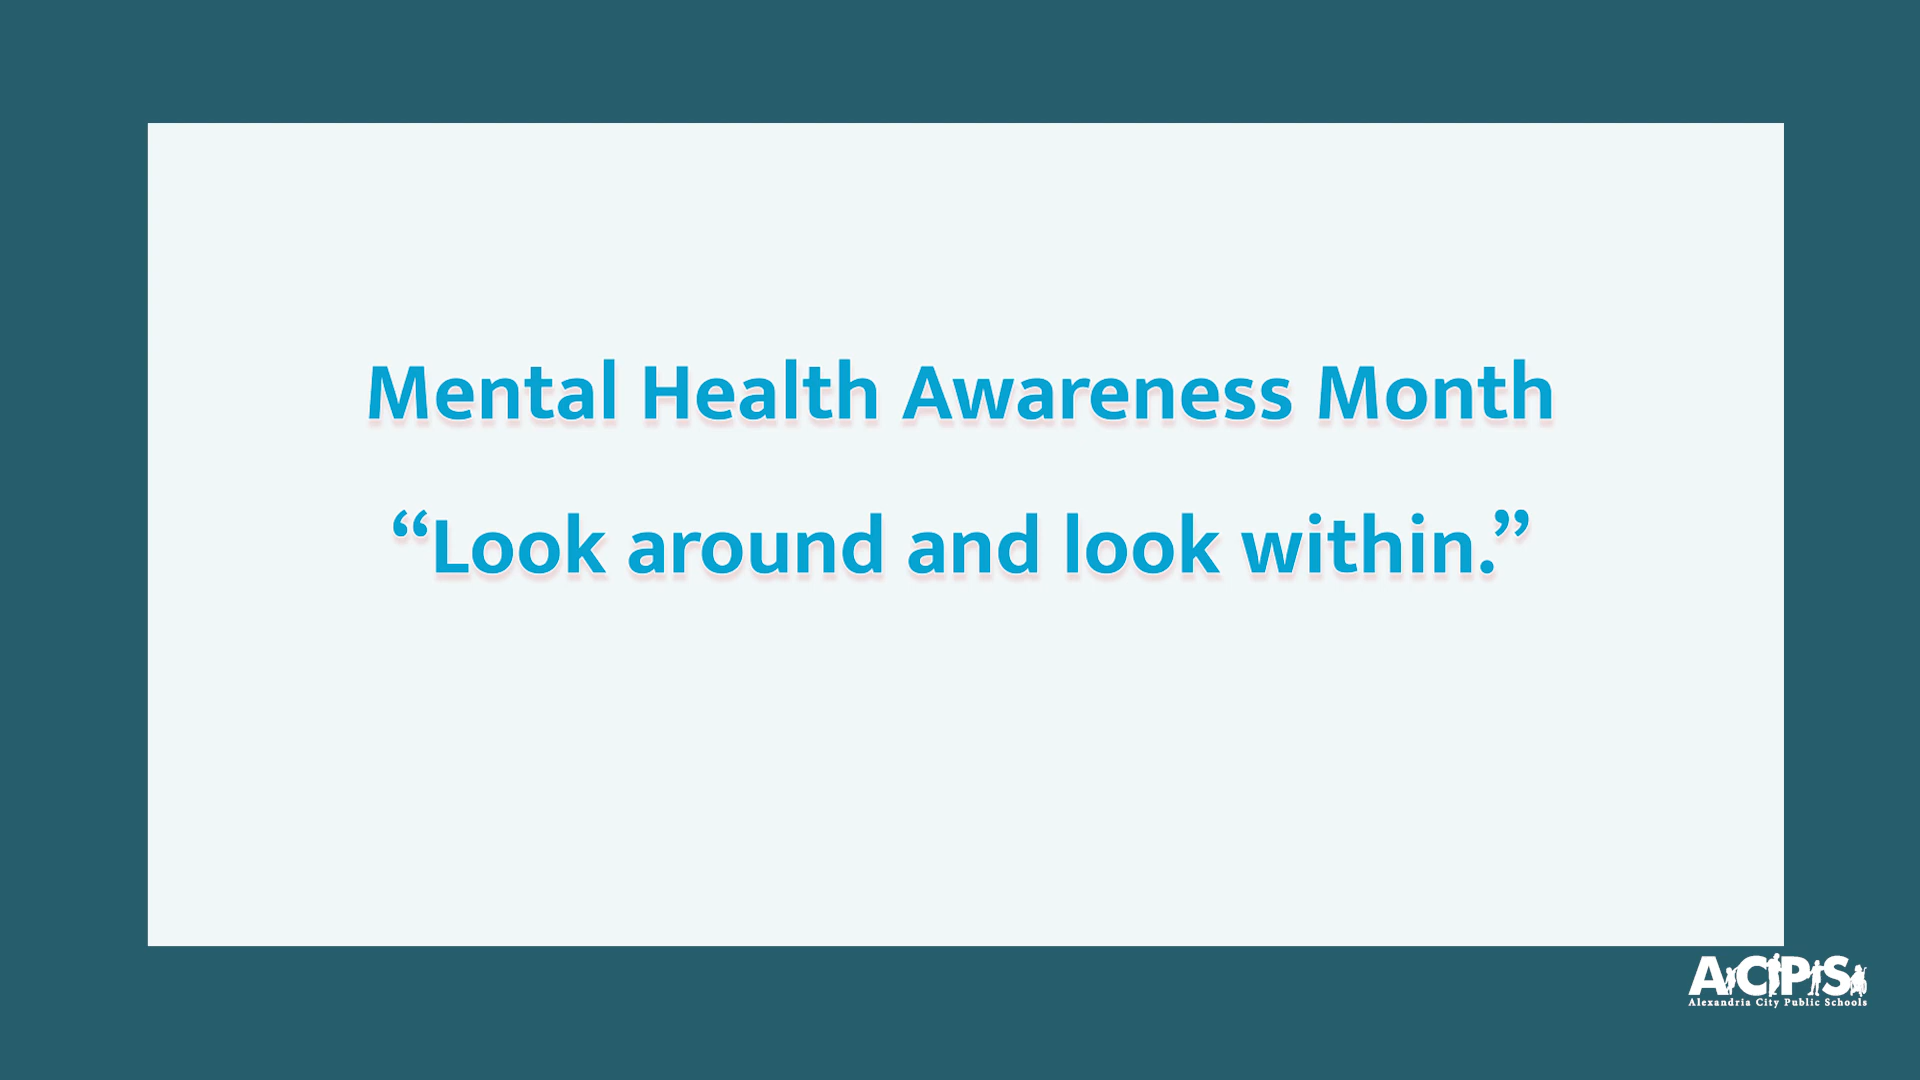 Mental Health Awareness Month
“Look around and look within.”
ACPS
Alexandria City Public Schools